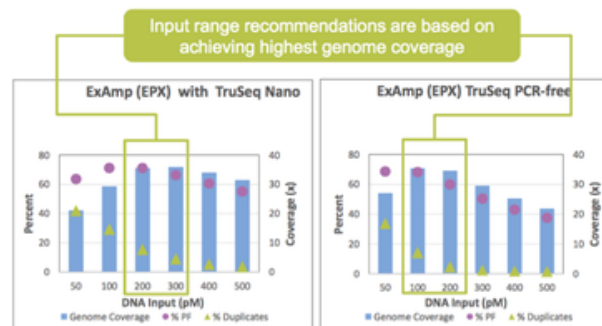 Input range recommendations are based on
achieving highest genome coverage
ExAmp (EPX) with TruSeq Nano
80
60
40
20
0
40
30
20
10
0
Percent
Coverage (x)
50 100 200 300 400 500
DNA Input (pM)
Genome Coverage % PF % Duplicates
ExAmp (EPX) TruSeq PCR-free
80
60
40
20
0
40
30
20
10
0
Percent
Coverage (x)
50 100 200 300 400 500
DNA Input (pM)
Genome Coverage % PF % Duplicates